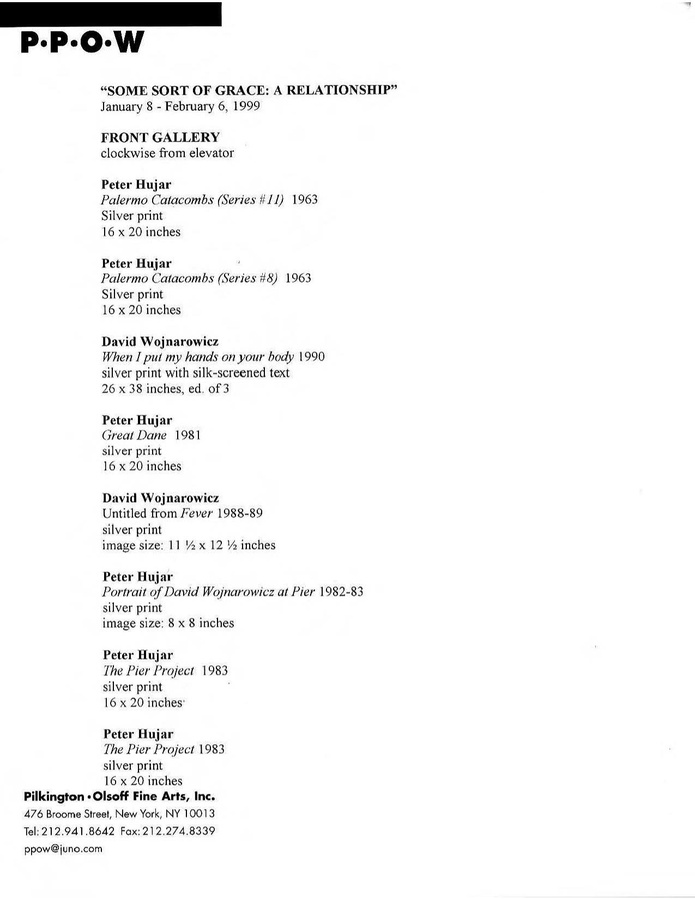 P•P•O•W
“SOME SORT OF GRACE: A RELATIONSHIP”
January 8 - February 6, 1999
FRONT GALLERY
clockwise from elevator
Peter Hujar
Palermo Catacombs (Series #11) 1963
Silver print
16 x 20 inches
Peter Hujar
Palermo Catacombs (Series #8) 1963
Silver print
16 x 20 inches
David Wojnarowicz
When I put my hands on your body 1990
silver print with silk-screened text
26 x 38 inches, ed. of 3
Peter Hujar
Great Dane 1981
silver print
16 x 20 inches
David Wojnarowicz
Untitled from Fever 1988-89
silver print
image size: 11 ½ x 12 ½ inches
Peter Hujar
Portrait of David Wojnarowicz at Pier 1982-83
silver print
image size: 8 x 8 inches
Peter Hujar
The Pier Project 1983
silver print
16 x 20 inches
Peter Hujar
The Pier Project 1983
silver print
16 x 20 inches
Pilkington • Olsoff Fine Arts, Inc.
476 Broome Street, New York, NY 10013
Tel: 212.941.8642 Fax: 212.274.8339
ppow@juno.com